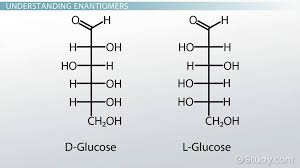 UNDERSTANDING ENANTIOMERS
O H O H
H OH HO H
HO H H OH
H OH HO H
H OH HO H
CH₂OH CH₂OH
D-Glucose L-Glucose
Study.com